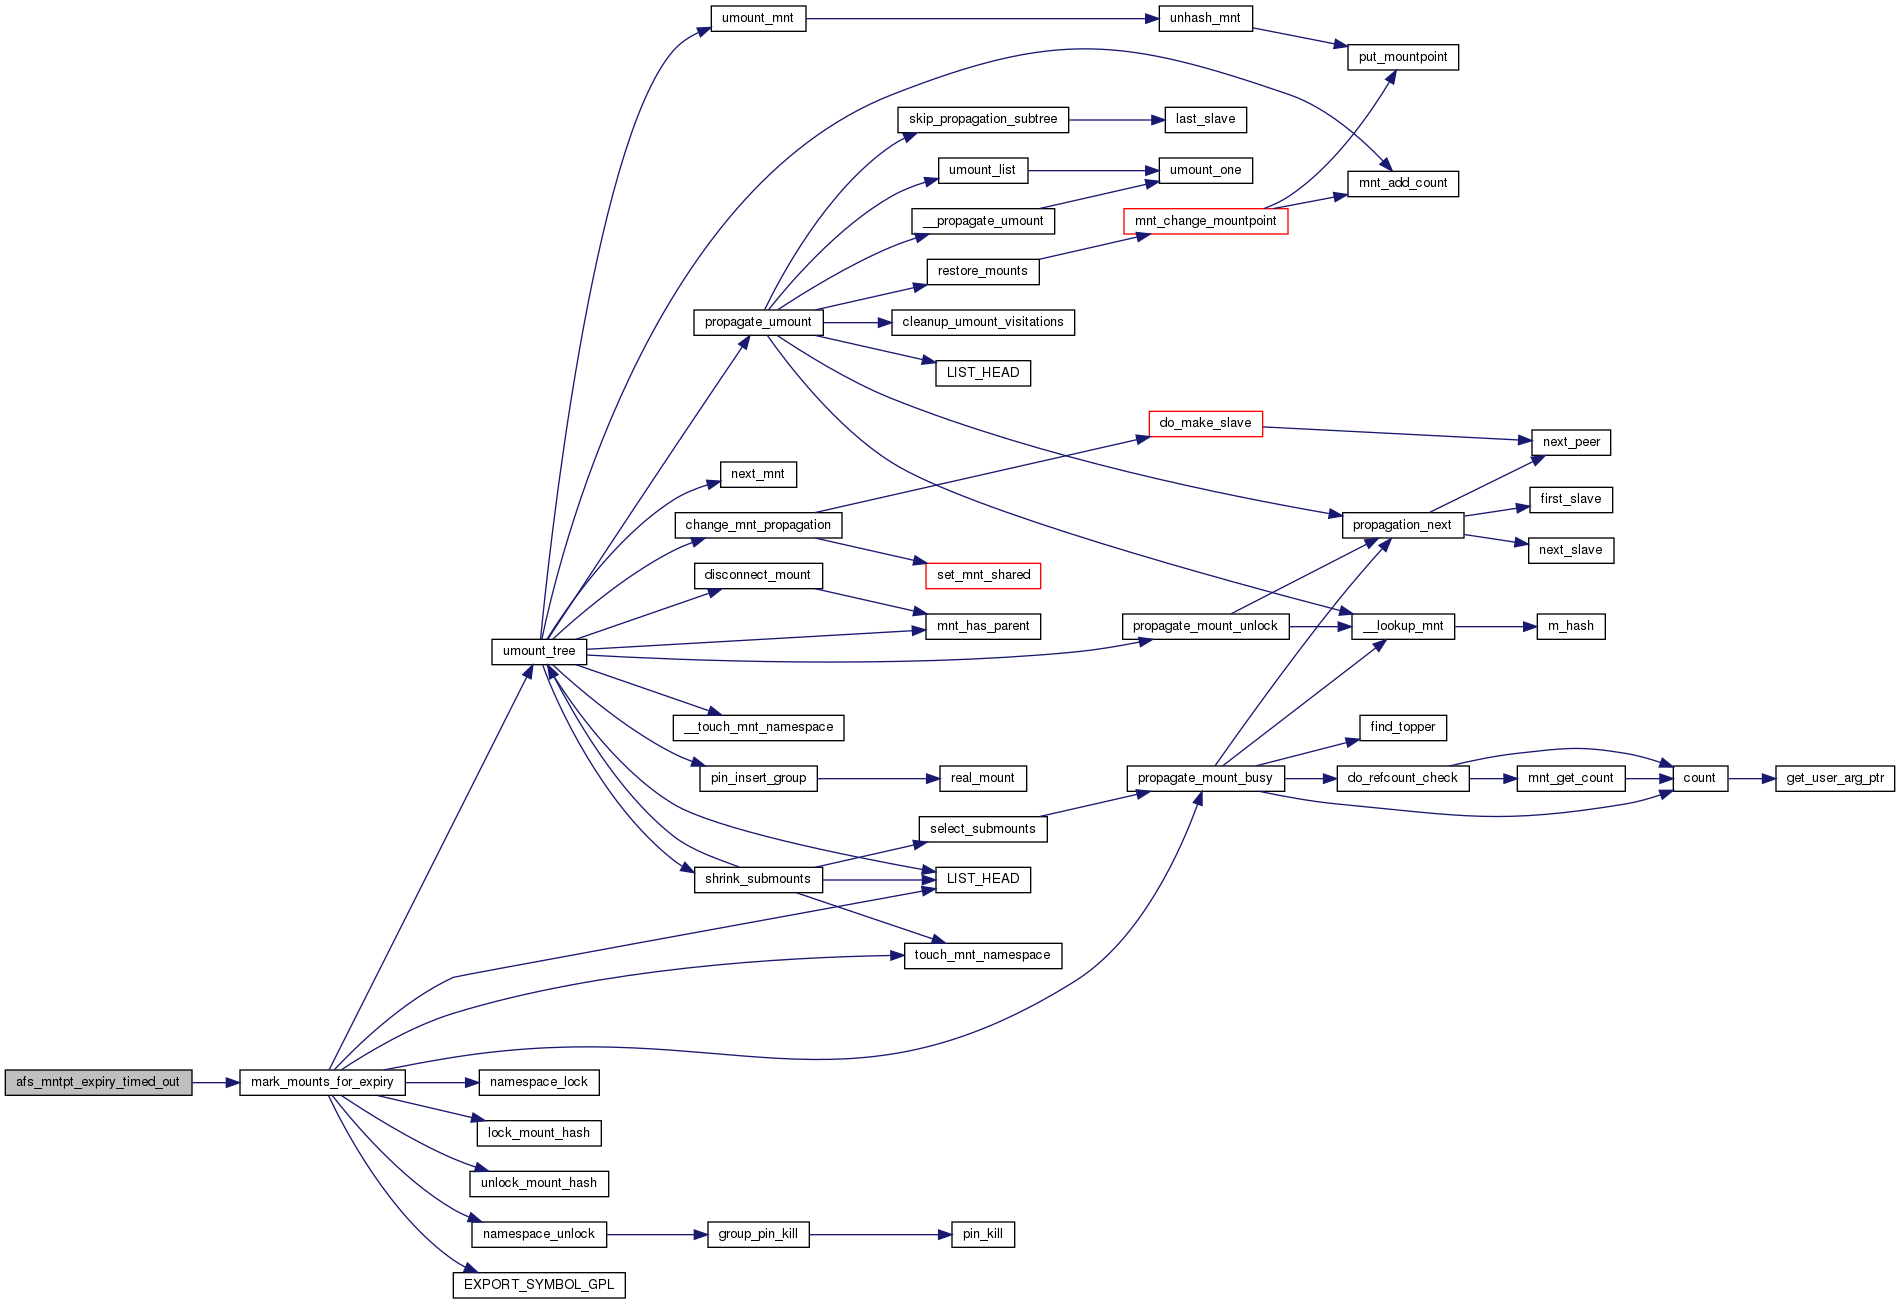 umount_mnt
unhash_mnt
put_mountpoint
skip_propagation_subtree
last_slave
umount_list
umount_one
mnt_add_count
__propagate_umount
mnt_change_mountpoint
restore_mounts
propagate_umount
cleanup_umount_visitations
LIST_HEAD
do_make_slave
next_peer
next_mnt
first_slave
change_mnt_propagation
propagation_next
next_slave
disconnect_mount
set_mnt_shared
mnt_has_parent
propagate_mount_unlock
__lookup_mnt
m_hash
umount_tree
__touch_mnt_namespace
find_topper
pin_insert_group
real_mount
propagate_mount_busy
do_refcount_check
mnt_get_count
count
get_user_arg_ptr
select_submounts
shrink_submounts
LIST_HEAD
touch_mnt_namespace
afs_mntpt_expiry_timed_out
mark_mounts_for_expiry
namespace_lock
lock_mount_hash
unlock_mount_hash
namespace_unlock
group_pin_kill
pin_kill
EXPORT_SYMBOL_GPL